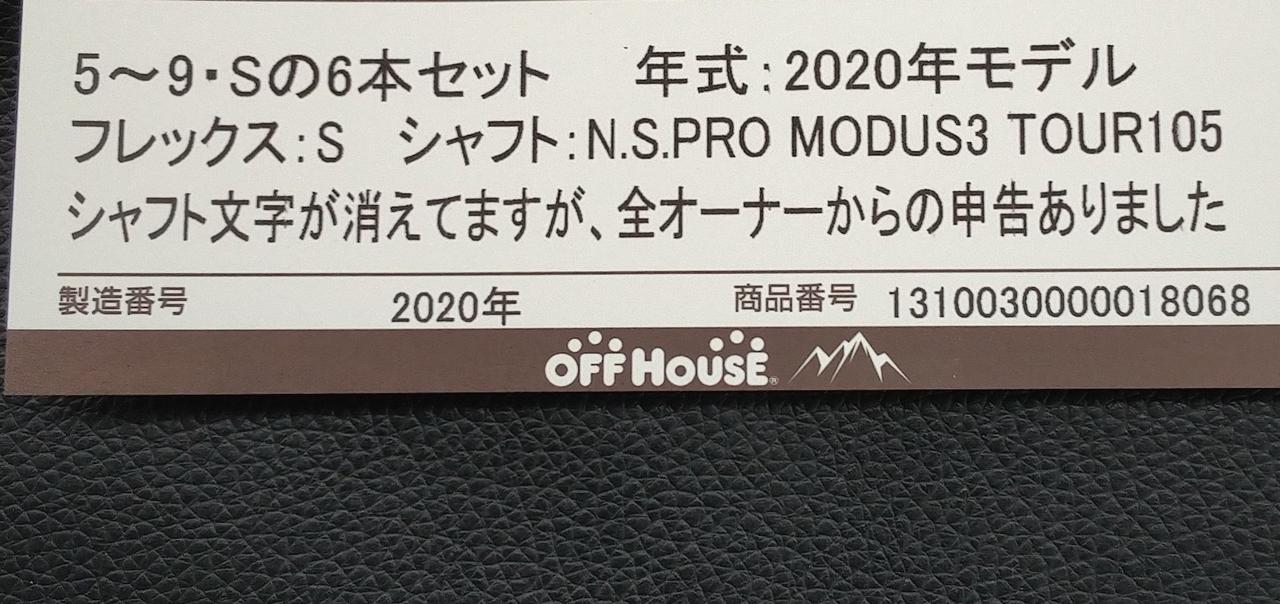 5～9・Sの6本セット　年式：2020年モデル
フレックス：S　シャフト：N.S.PRO MODUS3 TOUR105
シャフト文字が消えてますが、全オーナーからの申告ありました
製造番号　2020年　商品番号　1310030000018068
OFF HOUSE®